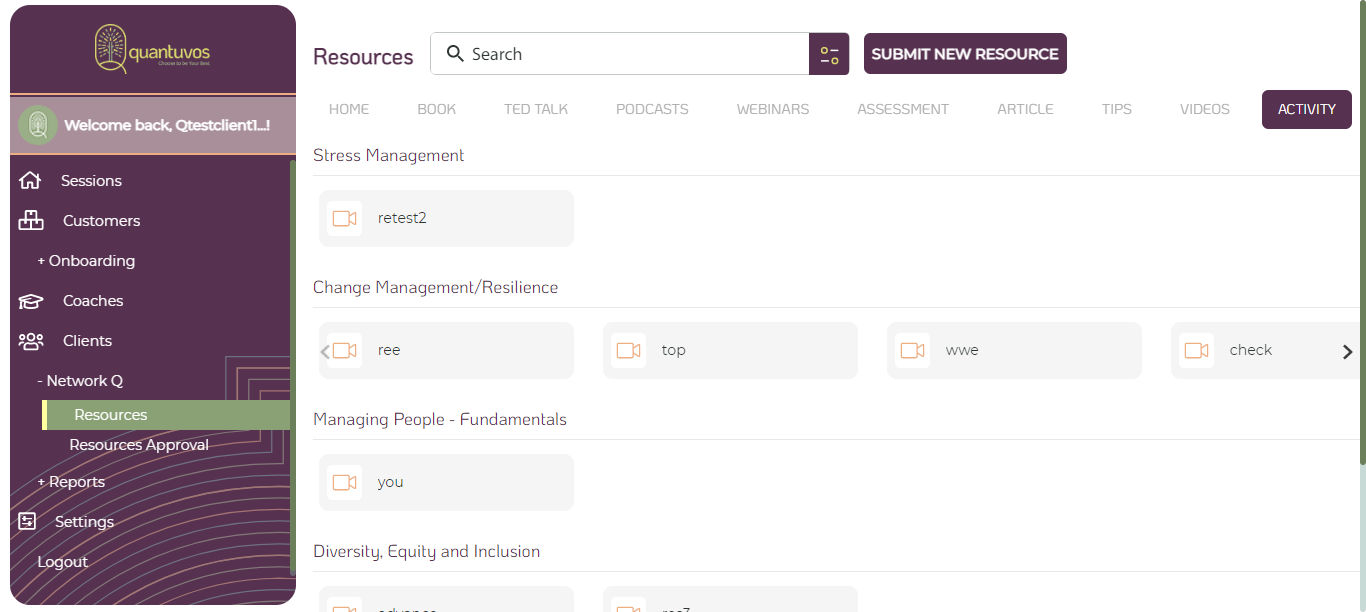 quantuvos
Choose to be Your Best
Welcome back, Qtestclient1...!
Sessions
Customers
+ Onboarding
Coaches
Clients
- Network Q
Resources
Resources Approval
+ Reports
Settings
Logout
Resources
Search
SUBMIT NEW RESOURCE
HOME BOOK TED TALK PODCASTS WEBINARS ASSESSMENT ARTICLE TIPS VIDEOS ACTIVITY
Stress Management
retest2
Change Management/Resilience
ree top wwe check
Managing People - Fundamentals
you
Diversity, Equity and Inclusion